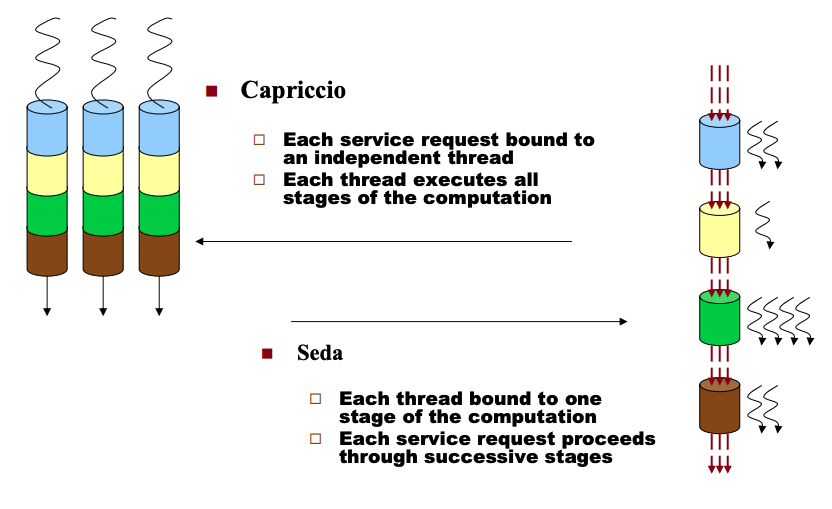 Capriccio
Each service request bound to
an independent thread
Each thread executes all
stages of the computation
Seda
Each thread bound to one
stage of the computation
Each service request proceeds
through successive stages